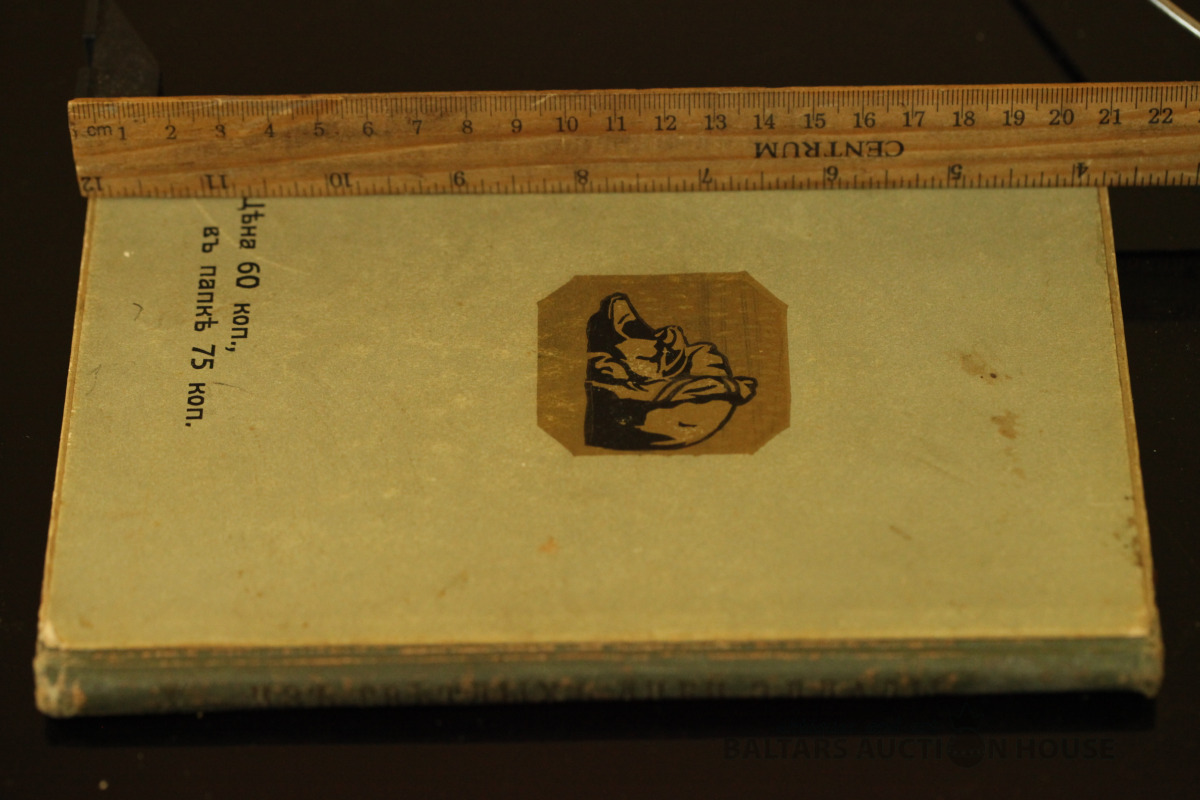 cm 1 2 3 4 5 6 7 8 9 10 11 12 13 14 15 16 17 18 19 20 21 22
CENTRUM
12 11 10 9 8 7 6 5 4
Цѣна 60 коп.,
въ папкѣ 75 коп.
BALTARS AUCTION HOUSE